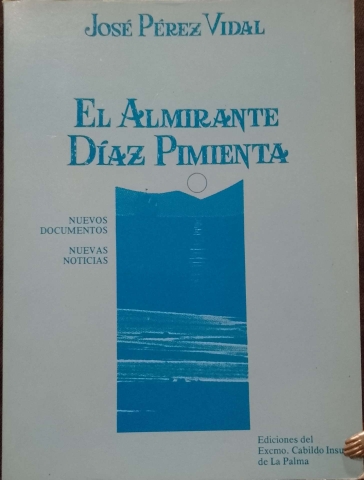 JOSÉ PÉREZ VIDAL
EL ALMIRANTE
DÍAZ PIMIENTA
NUEVOS
DOCUMENTOS
NUEVAS
NOTICIAS
Ediciones del
Excmo. Cabildo Insu
de La Palma